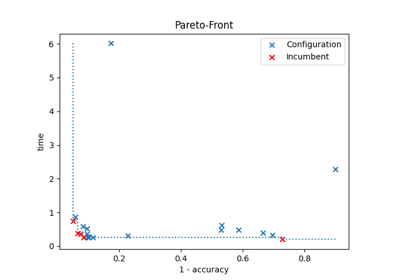 Pareto-Front
Configuration
Incumbent
time
6
5
4
3
2
1
0
0.2
0.4
0.6
0.8
1 - accuracy